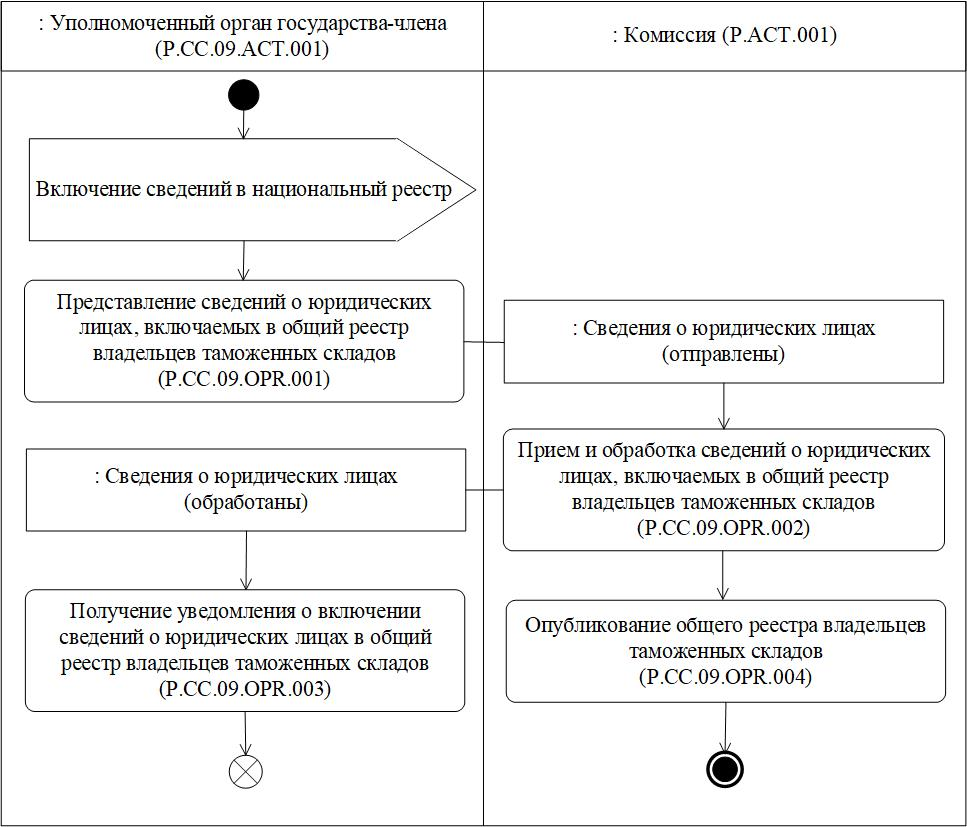 : Уполномоченный орган государства-члена
(P.CC.09.ACT.001)
: Комиссия (P.ACT.001)
Включение сведений в национальный реестр
Представление сведений о юридических
лицах, включаемых в общий реестр
владельцев таможенных складов
(P.CC.09.OPR.001)
: Сведения о юридических лицах
(отправлены)
Прием и обработка сведений о юридических
лицах, включаемых в общий реестр
владельцев таможенных складов
(P.CC.09.OPR.002)
: Сведения о юридических лицах
(обработаны)
Получение уведомления о включении
сведений о юридических лицах в общий
реестр владельцев таможенных складов
(P.CC.09.OPR.003)
Опубликование общего реестра владельцев
таможенных складов
(P.CC.09.OPR.004)